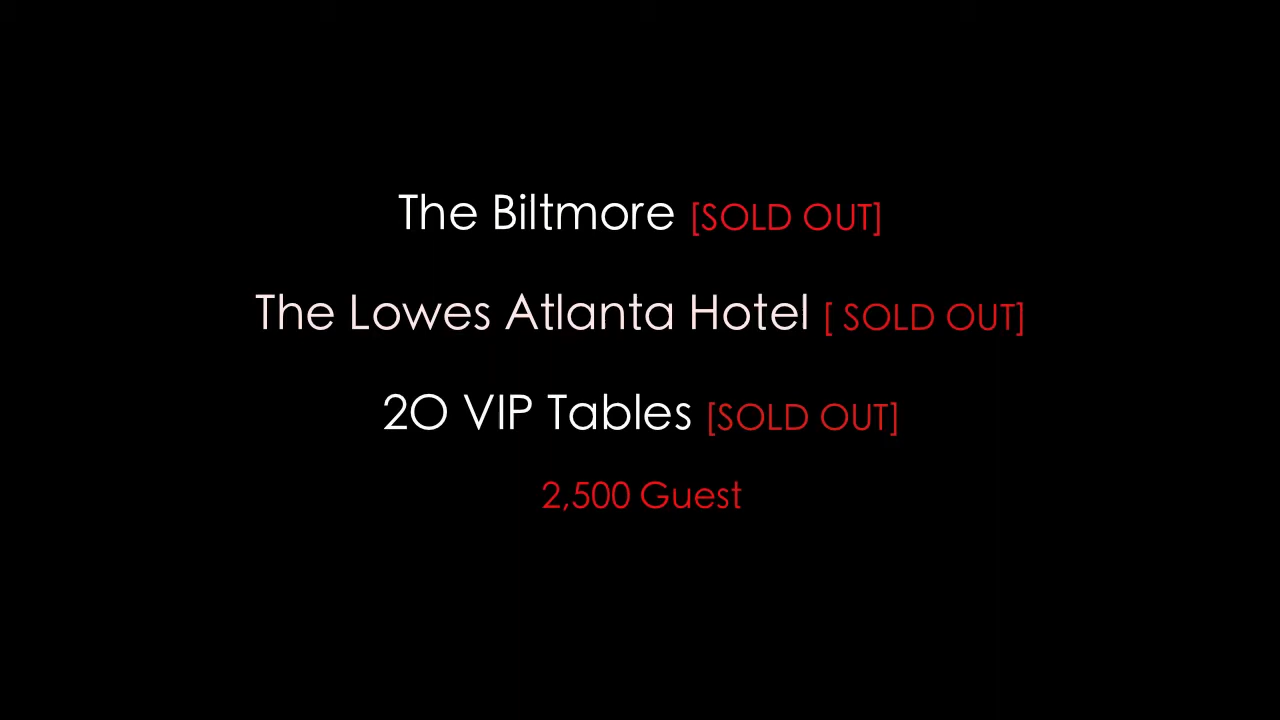 The Biltmore [SOLD OUT]
The Lowes Atlanta Hotel [ SOLD OUT]
20 VIP Tables [SOLD OUT]
2,500 Guest